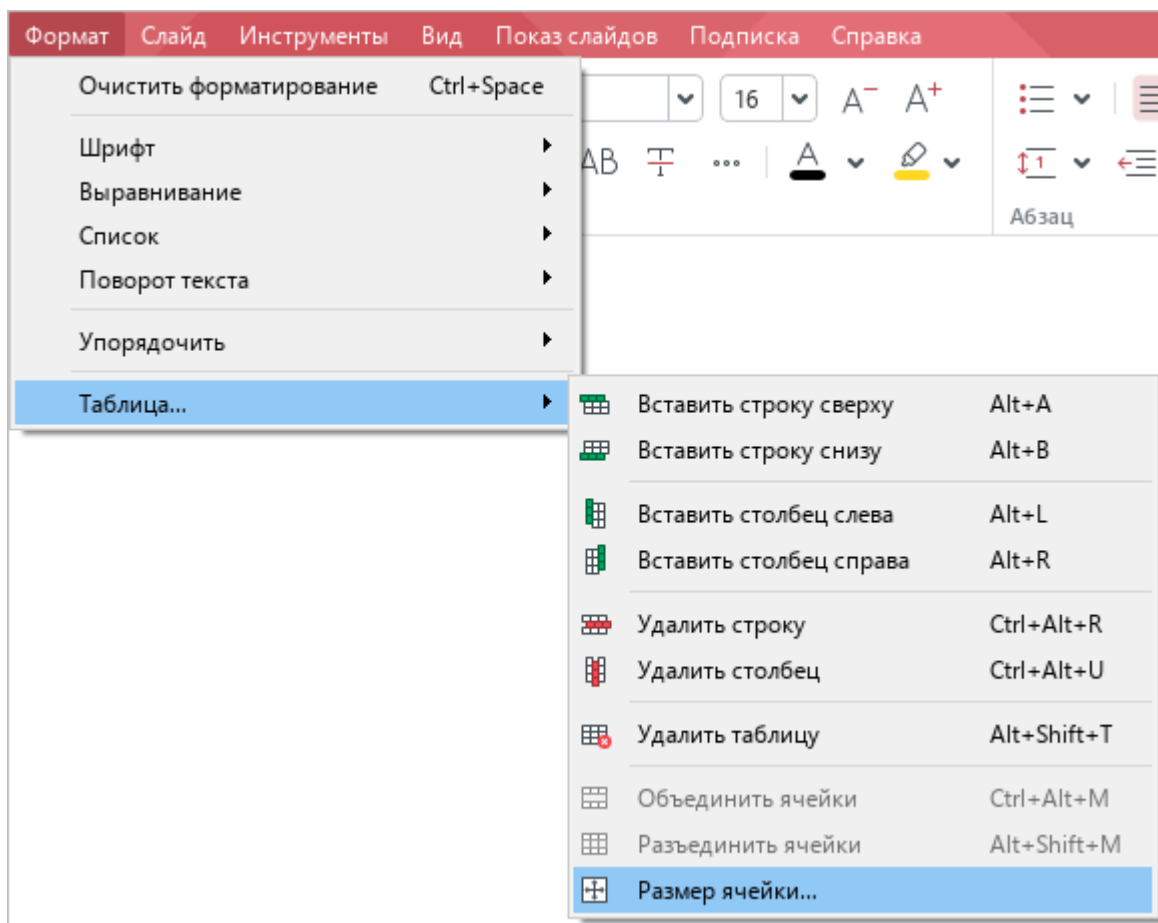 Формат Слайд Инструменты Вид Показ слайдов Подписка Справка
Очистить форматирование Ctrl+Space
16 A− A+
Шрифт
AB T A
1
Выравнивание
Абзац
Список
Поворот текста
Упорядочить
Таблица...
Вставить строку сверху Alt+A
Вставить строку снизу Alt+B
Вставить столбец слева Alt+L
Вставить столбец справа Alt+R
Удалить строку Ctrl+Alt+R
Удалить столбец Ctrl+Alt+U
Удалить таблицу Alt+Shift+T
Объединить ячейки Ctrl+Alt+M
Разъединить ячейки Alt+Shift+M
Размер ячейки...